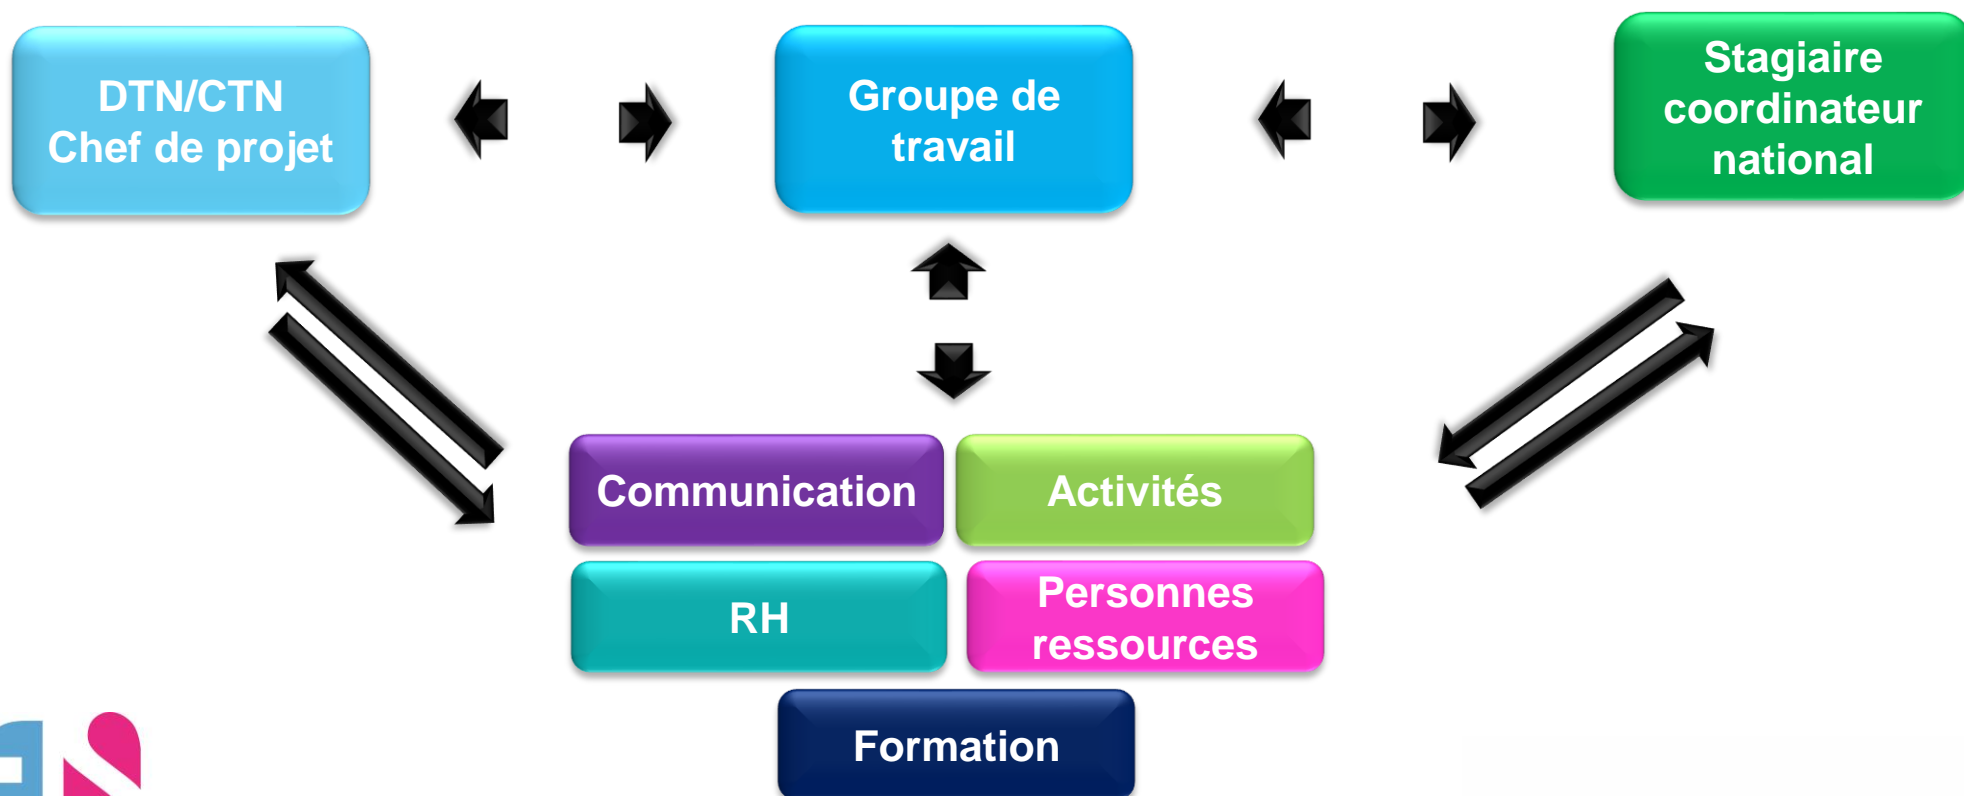 DTN/CTN
Chef de projet
Groupe de
travail
Stagiaire
coordinateur
national
Communication
Activités
RH
Personnes
ressources
Formation